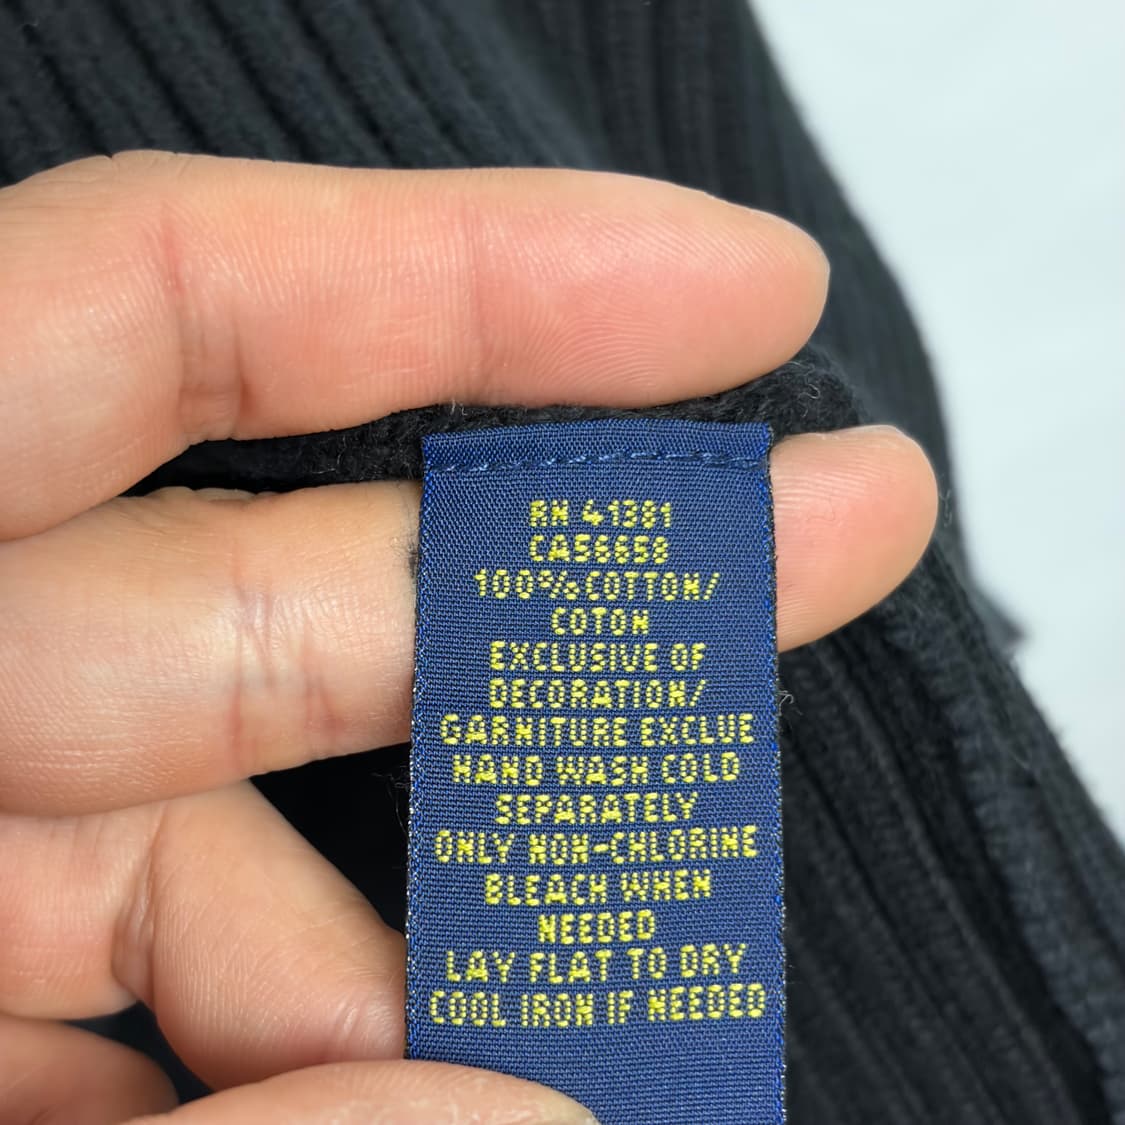 RN 41381
CA56658
100%COTTON/
COTON
EXCLUSIVE OF
DECORATION/
GARNITURE EXCLUE
HAND WASH COLD
SEPARATELY
ONLY NON-CHLORINE
BLEACH WHEN
NEEDED
LAY FLAT TO DRY
COOL IRON IF NEEDED